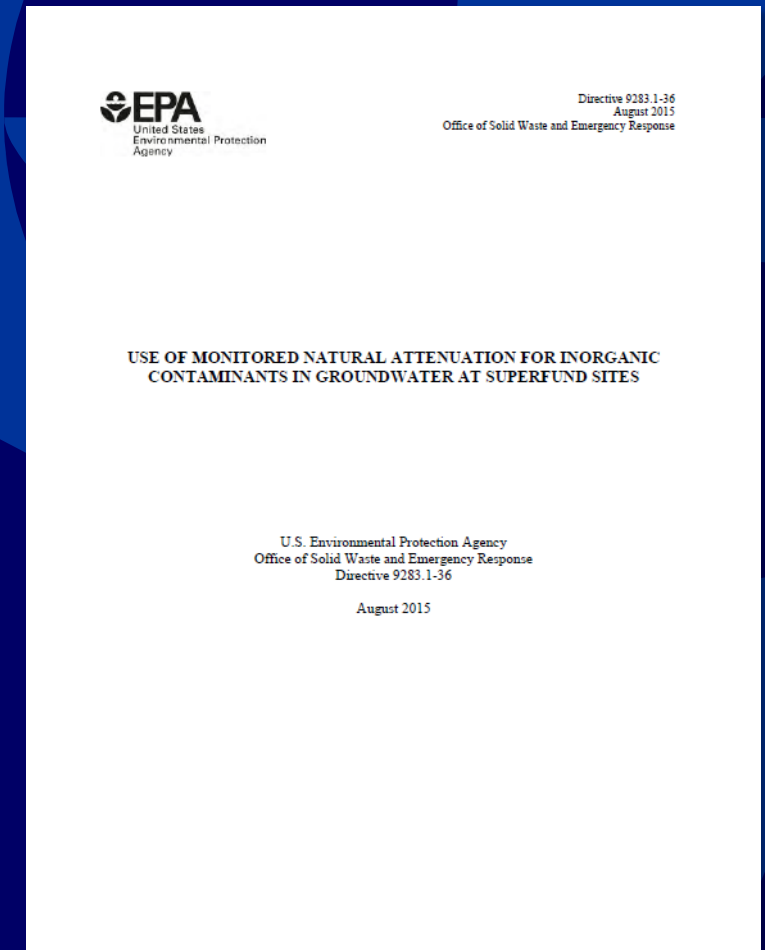 EPA
United States
Environmental Protection
Agency
Directive 9283.1-36
August 2015
Office of Solid Waste and Emergency Response
USE OF MONITORED NATURAL ATTENUATION FOR INORGANIC
CONTAMINANTS IN GROUNDWATER AT SUPERFUND SITES
U.S. Environmental Protection Agency
Office of Solid Waste and Emergency Response
Directive 9283.1-36
August 2015